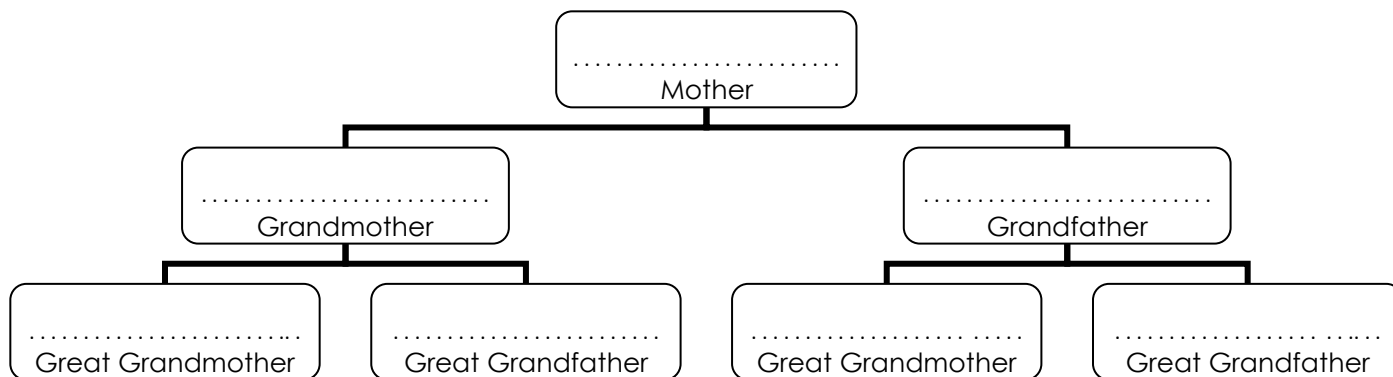 ..........................
Mother
............................
Grandmother
............................
Grandfather
..........................
Great Grandmother
..........................
Great Grandfather
...................... .....
Great Grandmother
.................... ......
Great Grandfather